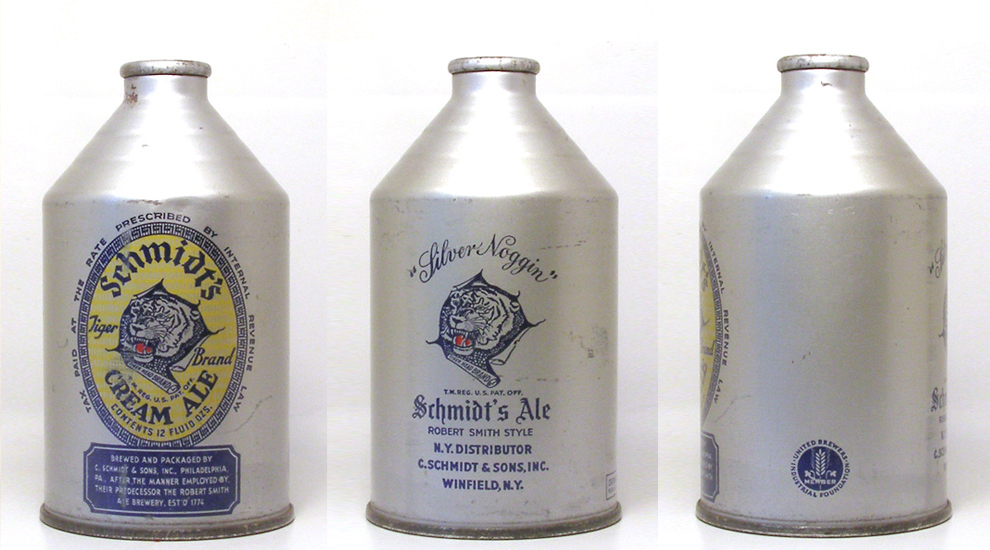 TAX PAID AT THE RATE PRESCRIBED BY INTERNAL REVENUE LAW
Schmidt's
Tiger Brand
T.M. REG. U.S. PAT. OFF.
CREAM ALE
CONTENTS 12 FLUID OZS.
BREWED AND PACKAGED BY
C. SCHMIDT & SONS, INC., PHILADELPHIA,
PA., AFTER THE MANNER EMPLOYED BY
THEIR PREDECESSOR THE ROBERT SMITH
ALE BREWERY, EST'D 1774
"Silver Noggin"
T.M. REG. U.S. PAT. OFF.
Schmidt's Ale
ROBERT SMITH STYLE
N.Y. DISTRIBUTOR
C. SCHMIDT & SONS, INC.
WINFIELD, N.Y.
INTERNAL REVENUE LAW
UNITED BREWERS
INDUSTRIAL FOUNDATION
MEMBER